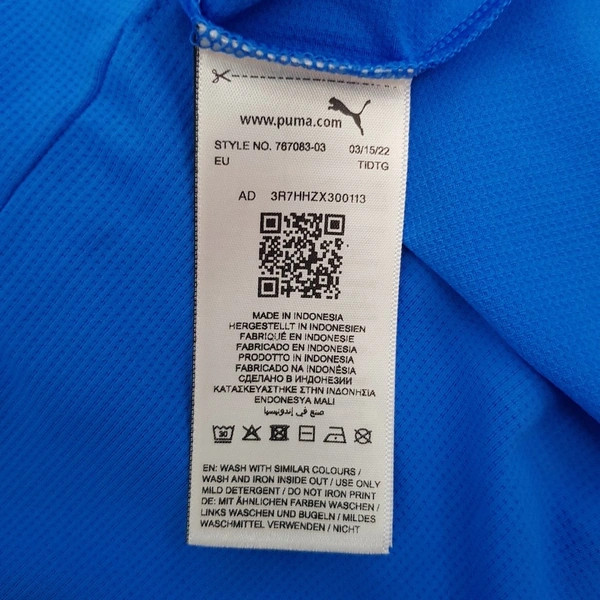 www.puma.com
STYLE NO. 767083-03 03/15/22
EU TIDTG
AD 3R7HHZX300113
MADE IN INDONESIA
HERGESTELLT IN INDONESIEN
FABRIQUÉ EN INDONESIE
FABRICADO EN INDONESIA
PRODOTTO IN INDONESIA
FABRICADO NA INDONÉSIA
СДЕЛАНО В ИНДОНЕЗИИ
ΚΑΤΑΣΚΕΥΑΣΤΗΚΕ ΣΤΗΝ ΙΝΔΟΝΗΣΙΑ
ENDONESYA MALI
صنع في إندونيسيا
30
EN: WASH WITH SIMILAR COLOURS /
WASH AND IRON INSIDE OUT / USE ONLY
MILD DETERGENT / DO NOT IRON PRINT
DE: MIT ÄHNLICHEN FARBEN WASCHEN /
LINKS WASCHEN UND BUGELN / MILDES
WASCHMITTEL VERWENDEN / NICHT